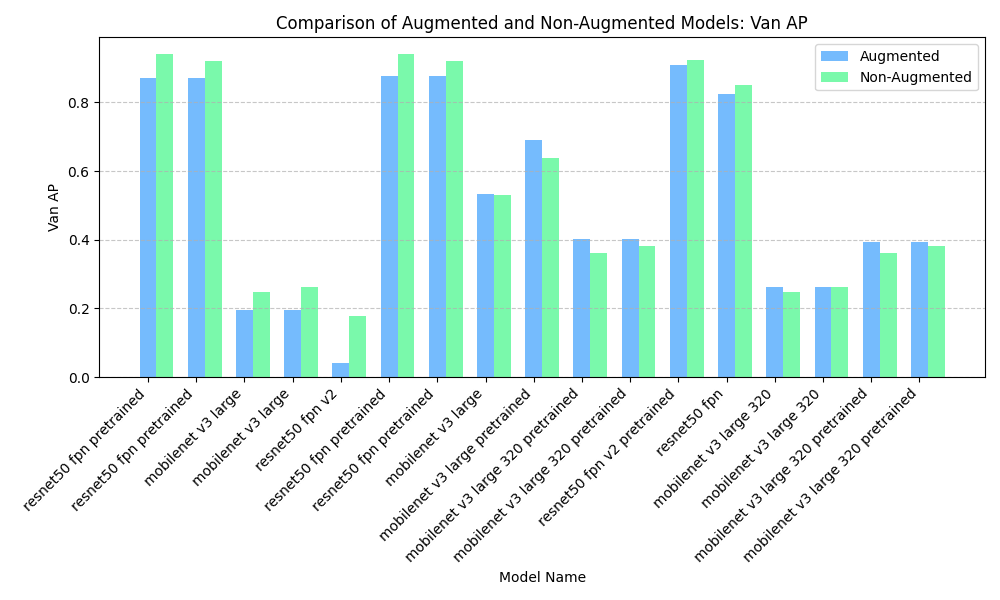 Comparison of Augmented and Non-Augmented Models: Van AP
Augmented
Non-Augmented
Van AP
0.8
0.6
0.4
0.2
0.0
resnet50 fpn pretrained
resnet50 fpn pretrained
mobilenet v3 large
mobilenet v3 large
resnet50 fpn v2
resnet50 fpn pretrained
resnet50 fpn pretrained
mobilenet v3 large
mobilenet v3 large pretrained
mobilenet v3 large 320 pretrained
mobilenet v3 large 320 pretrained
resnet50 fpn v2 pretrained
resnet50 fpn
mobilenet v3 large 320
mobilenet v3 large 320
mobilenet v3 large 320 pretrained
mobilenet v3 large 320 pretrained
Model Name